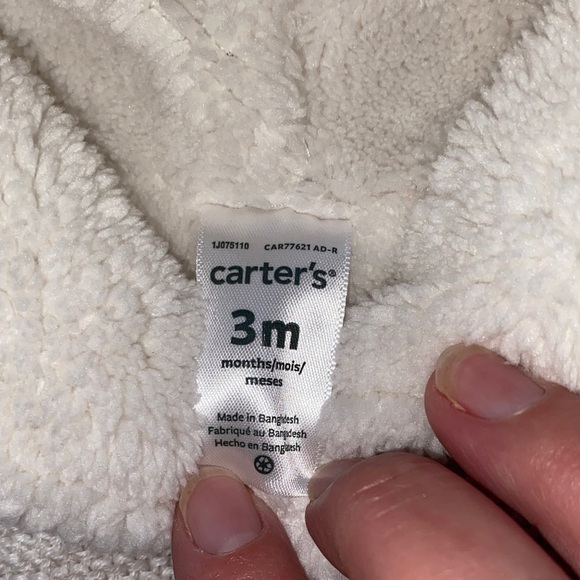 1J075110 CAR77621 AD-R
carter's®
3m
months/mois/
meses
Made in Bangladesh
Fabriqué au Bangladesh
Hecho en Bangladesh